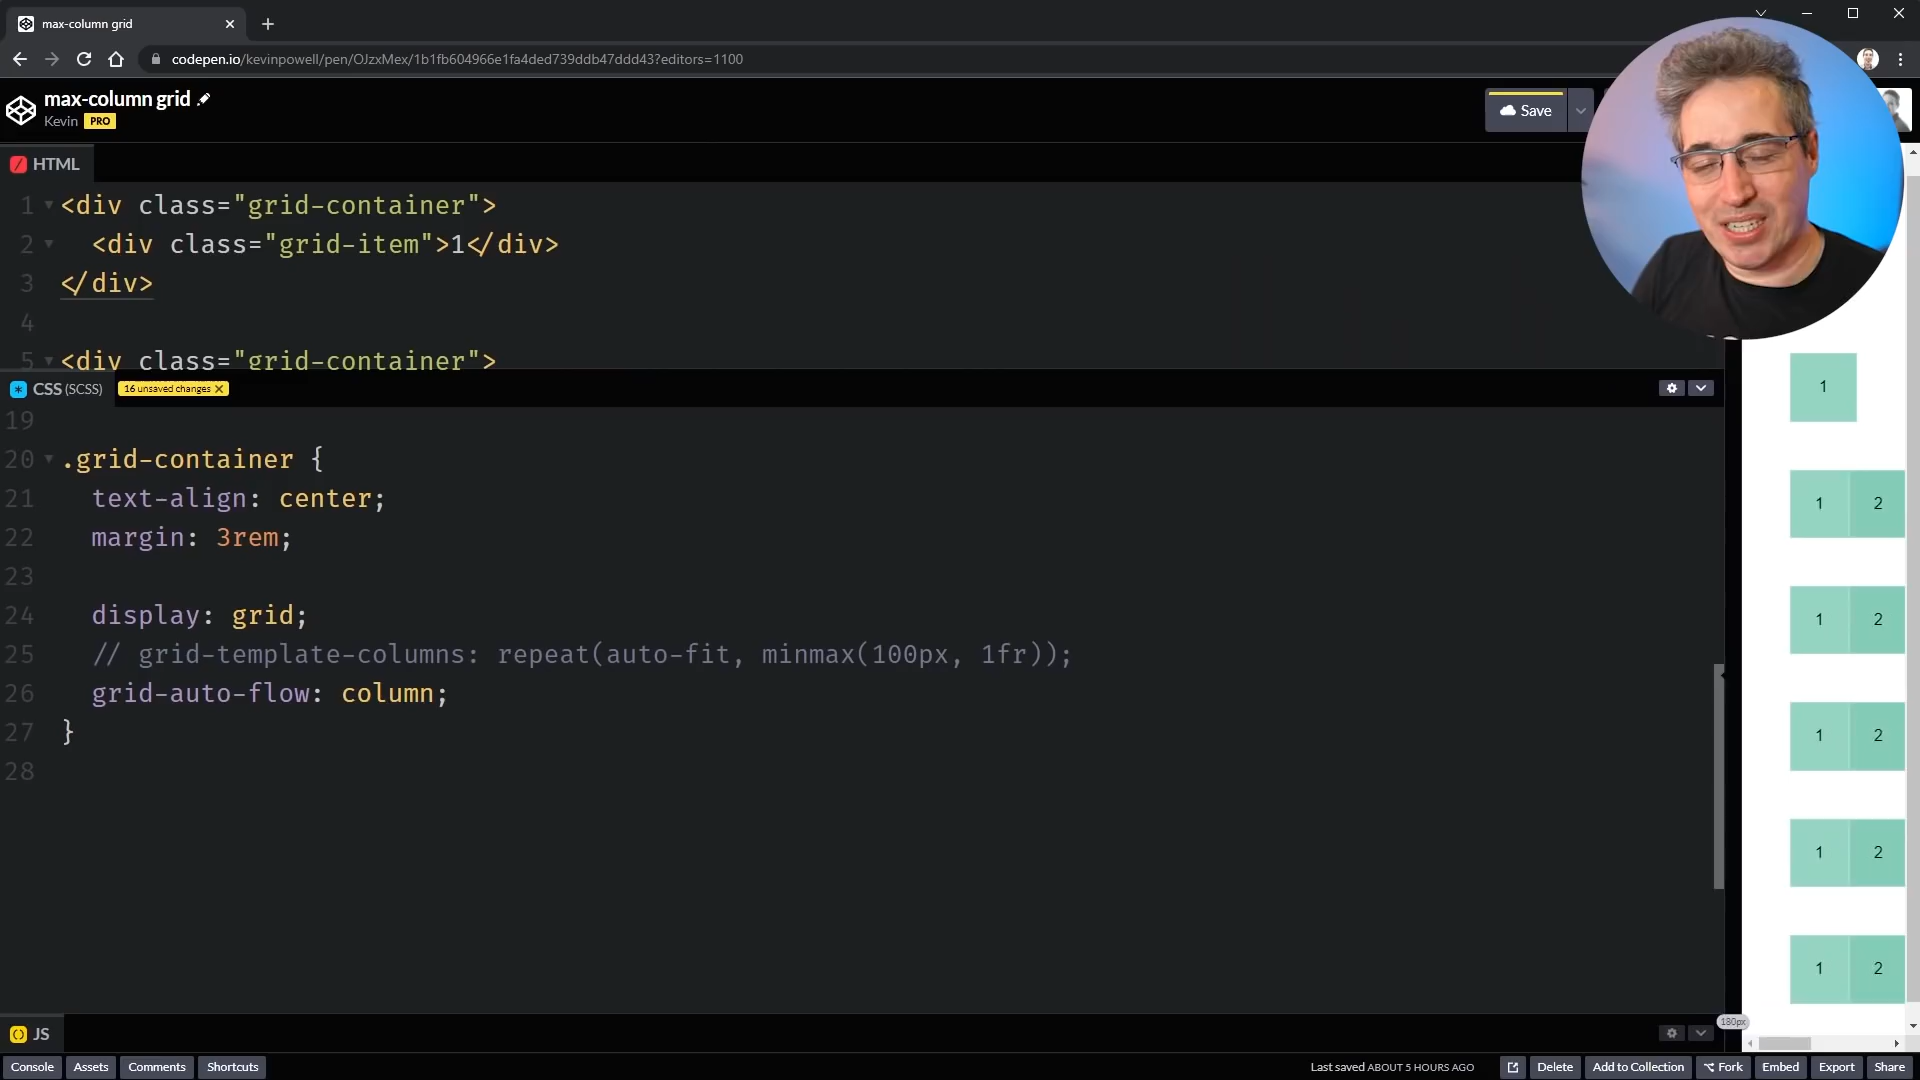 max-column grid
codepen.io/kevinpowell/pen/OJzxMex/1b1fb604966e1fa4ded739ddb47ddd43?editors=1100
max-column grid
Kevin PRO
Save
HTML
1 <div class="grid-container">
2 <div class="grid-item">1</div>
3 </div>
4
5 <div class="grid-container">
CSS (SCSS) 16 unsaved changes
19
20 .grid-container {
21 text-align: center;
22 margin: 3rem;
23
24 display: grid;
25 // grid-template-columns: repeat(auto-fit, minmax(100px, 1fr));
26 grid-auto-flow: column;
27 }
28
1
1 2
1 2
1 2
1 2
1 2
JS
180px
Console Assets Comments Shortcuts
Last saved ABOUT 5 HOURS AGO
Delete Add to Collection Fork Embed Export Share